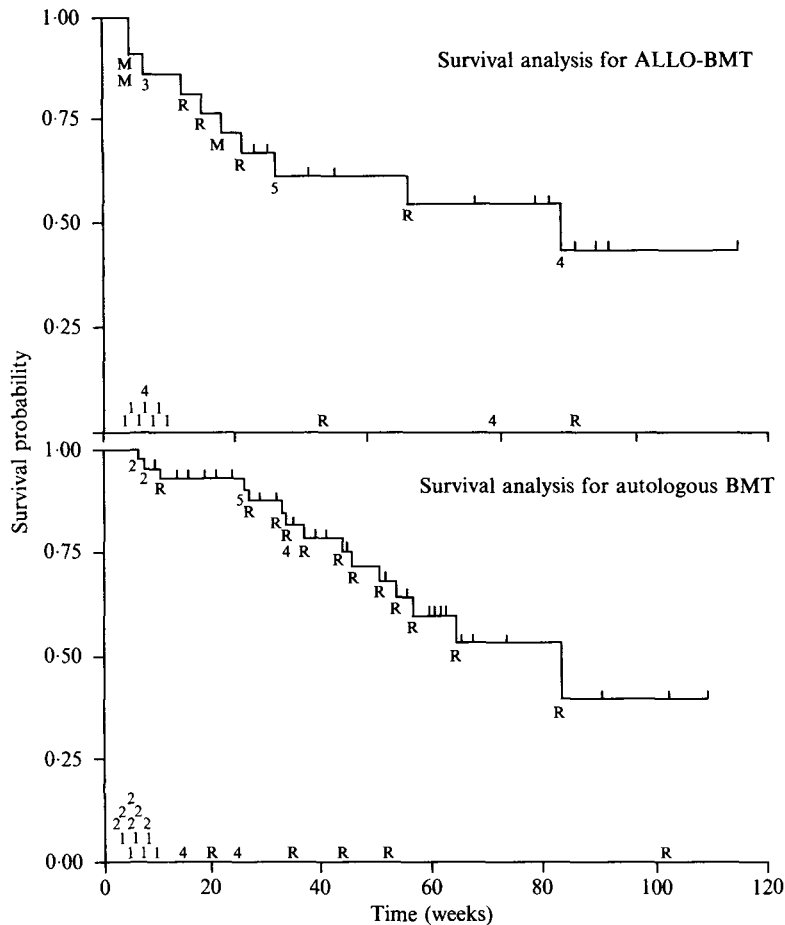 1·00
Survival analysis for ALLO-BMT
M
M
3
R
0·75
R
M
R
5
R
0·50
4
0·25
4
1 1 1
1 1 1 1
R
4
R
Survival probability
1·00
Survival analysis for autologous BMT
2
2
R
5
R
R
R
4
R
0·75
R
R
R
R
R
0·50
R
R
0·25
2
2 2
2 2 2
1 1 1
0·00
1 1 1
4
R
4
R
R
R
R
0 20 40 60 80 100 120
Time (weeks)